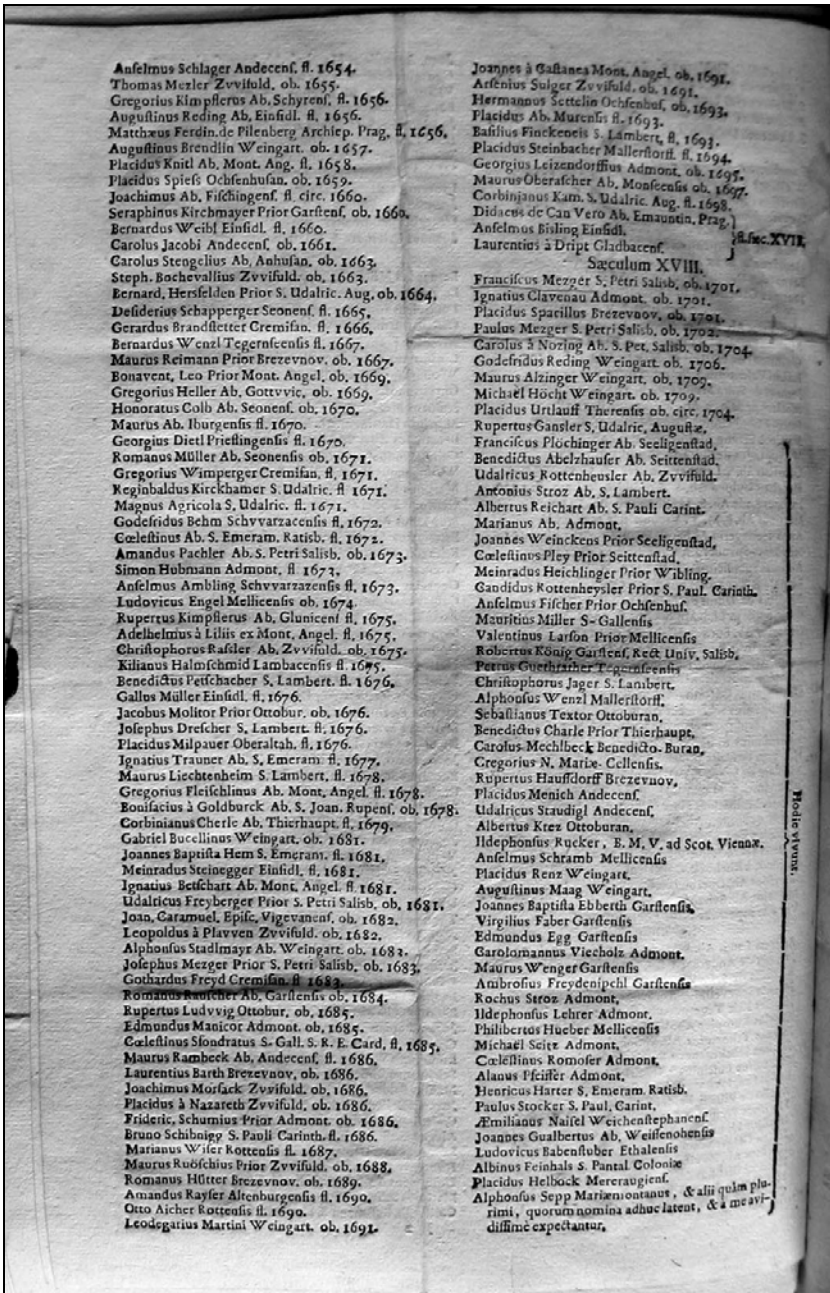 Anſelmus Schlager Andecenſ. fl. 1654.
Thomas Mezler Zvvifuld, ob. 1655.
Gregorius Kimpflerus Ab. Schyrenſ. fl. 1656.
Auguſtinus Reding Ab. Einſidl. fl. 1656.
Matthæus Ferdin. de Pilenberg Archiep. Prag. fl. 1656.
Auguſtinus Brendlin Weingart. ob. 1657.
Placidus Knitl Ab. Mont. Ang. fl. 1658.
Placidus Spieſs Ochſenhuſan. ob. 1659.
Joachimus Ab. Fiſchingenſ. fl. circ. 1660.
Seraphinus Kirchmayer Prior Garſtenſ. ob. 1660.
Bernardus Weibl Einſidl. fl. 1660.
Carolus Jacobi Andecenſ. ob. 1661.
Carolus Stengelius Ab. Anhuſan. ob. 1663.
Steph. Bochevallius Zvvifuld. ob. 1663.
Bernard. Hersfelden Prior S. Udalric. Aug. ob. 1664.
Deſiderius Schapperger Seonenſ. fl. 1665.
Gerardus Brandſtetter Cremiſan. fl. 1666.
Bernardus Wenzl Tegernſeenſis fl. 1667.
Maurus Reimann Prior Brezevnov. ob. 1667.
Bonavent. Leo Prior Mont. Angel. ob. 1669.
Gregorius Heller Ab. Gottvvic. ob. 1669.
Honoratus Colb Ab. Seonenſ. ob. 1670.
Maurus Ab. Iburgenſis fl. 1670.
Georgius Dietl Prieflingenſis fl. 1670.
Romanus Müller Ab. Seonenſis ob. 1671.
Gregorius Wimperger Cremiſan. fl. 1671.
Reginbaldus Kirckhamer S. Udalric. fl. 1671.
Magnus Agricola S. Udalric. fl. 1671.
Godefridus Behm Schvvarzacenſis fl. 1672.
Cœleſtinus Ab. S. Emeram. Ratisb. fl. 1672.
Amandus Pachler Ab. S. Petri Salisb. ob. 1673.
Simon Hubmann Admont. fl. 1673.
Anſelmus Ambling Schvvarzazenſis fl. 1673.
Ludovicus Engel Mellicenſis ob. 1674.
Rupertus Kimpflerus Ab. Glunicenſ fl. 1675.
Adelhelmus à Liliis ex Mont. Angel. fl. 1675.
Chriſtophorus Raſsler Ab. Zvvifuld. ob. 1675.
Kilianus Halmſchmid Lambacenſis fl. 1675.
Benedictus Petſchacher S. Lambert. fl. 1676.
Gallus Müller Einſidl. fl. 1676.
Jacobus Molitor Prior Ottobur. ob. 1676.
Joſephus Dreſcher S. Lambert. fl. 1676.
Placidus Milpauer Oberaltah. fl. 1676.
Ignatius Trauner Ab. S. Emeram. fl. 1677.
Maurus Liechtenheim S. Lambert. fl. 1678.
Gregorius Fleiſchlinus Ab. Mont. Angel. fl. 1678.
Bonifacius à Goldburck Ab. S. Joan. Rupenſ. ob. 1678.
Corbinianus Cherle Ab. Thierhaupt. fl. 1679.
Gabriel Bucellinus Weingart. ob. 1681.
Joannes Baptiſta Hem S. Emeram. fl. 1681.
Meinradus Steinegger Einſidl. fl. 1681.
Ignatius Betſchart Ab. Mont. Angel. fl. 1681.
Udalricus Freyberger Prior S. Petri Salisb. ob. 1681.
Joan. Caramuel. Epiſc. Vigevanenſ. ob. 1682.
Leopoldus à Plavven Zvvifuld. ob. 1682.
Alphonſus Stadlmayr Ab. Weingart. ob. 1683.
Joſephus Mezger Prior S. Petri Salisb. ob. 1683.
Gothardus Freyd Cremiſan. fl 1683.
Romanus Rauſcher Ab. Garſtenſis ob. 1684.
Rupertus Ludvvig Ottobur. ob. 1685.
Edmundus Manicor Admont. ob. 1685.
Cœleſtinus Sfondratus S. Gall. S. R. E. Card. fl. 1685.
Maurus Rambeck Ab. Andecenſ. fl. 1686.
Laurentius Barth Brezevnov. ob. 1686.
Joachimus Morſack Zvvifuld. ob. 1686.
Placidus à Nazareth Zvvifuld. ob. 1686.
Frideric. Schurnius Prior Admont. ob. 1686.
Bruno Schibnigg S. Pauli Carinth. fl. 1686.
Marianus Wiſer Rottenſis fl. 1687.
Maurus Ruöſchius Prior Zvvifuld. ob. 1688.
Romanus Hütter Brezevnov. ob. 1689.
Amandus Rayſer Altenburgenſis fl. 1690.
Otto Aicher Rottenſis fl. 1690.
Leodegarius Martini Weingart. ob. 1691.
Joannes à Caſtanea Mont. Angel. ob. 1691.
Arſenius Sulger Zvvifuld. ob. 1691.
Hermannus Settelin Ochſenhuſ. ob. 1693.
Placidus Ab. Murenſis fl. 1693.
Baſilius Finckeneis S. Lambert. fl. 1693.
Placidus Steinbacher Mallerſtorff. fl. 1694.
Georgius Leizendorffius Admont. ob. 1695.
Maurus Oberaſcher Ab. Monſeenſis ob. 1697.
Corbinianus Kam. S. Udalric. Aug. fl. 1698.
Didacus de Can Vero Ab. Emauntin. Prag.
Anſelmus Bisling Einſidl.
Laurentius à Dript Gladbacenſ.
fl. ſæc. XVII.
Sæculum XVIII.
Franciſcus Mezger S. Petri Salisb. ob. 1701.
Ignatius Clavenau Admont. ob. 1701.
Placidus Spacillus Brezevnov. ob. 1701.
Paulus Mezger S. Petri Salisb. ob. 1702.
Carolus à Nozing Ab. S. Pet. Salisb. ob. 1704.
Godefridus Reding Weingart. ob. 1706.
Maurus Alzinger Weingart. ob. 1709.
Michaël Höcht Weingart. ob. 1709.
Placidus Urtlauff Therenſis ob. circ. 1704.
Rupertus Gansler S. Udalric. Auguſtæ.
Franciſcus Plöchinger Ab. Seeligenſtad.
Benedictus Abelzhauſer Ab. Seittenſtad.
Udalricus Rottenheusler Ab. Zvvifuld.
Antonius Stroz Ab. S. Lambert.
Albertus Reichart Ab. S. Pauli Carint.
Marianus Ab. Admont.
Joannes Weinckens Prior Seeligenſtad.
Cœleſtinus Pley Prior Seittenſtad.
Meinradus Heichlinger Prior Wibling.
Candidus Rottenheysler Prior S. Paul. Carinth.
Anſelmus Fiſcher Prior Ochſenhuſ.
Mauritius Miller S. Gallenſis
Valentinus Larſon Prior Mellicenſis
Robertus König Garſtenſ. Rect Univ. Salisb.
Petrus Guethrather Tegernſeenſis
Chriſtophorus Jager S. Lambert.
Alphonſus Wenzl Mallerſtorff.
Sebaſtianus Textor Ottoburan.
Benedictus Charle Prior Thierhaupt.
Carolus Mechlbeck Benedicto-Buran.
Gregorius N. Mariæ-Cellenſis.
Rupertus Hauffdorff Brezevnov.
Placidus Menich Andecenſ.
Udalricus Staudigl Andecenſ.
Albertus Krez Ottoburan.
Ildephonſus Rucker, B. M. V. ad Scot. Viennæ.
Anſelmus Schramb Mellicenſis
Placidus Renz Weingart.
Auguſtinus Maag Weingart.
Joannes Baptiſta Ebberth Garſtenſis.
Virgilius Faber Garſtenſis
Edmundus Egg Garſtenſis
Carolomannus Viecholz Admont.
Maurus Wenger Garſtenſis
Ambroſius Freydenpichl Garſtenſis
Rochus Stroz Admont.
Ildephonſus Lehrer Admont.
Philibertus Hueber Mellicenſis
Michaël Seitz Admont.
Cœleſtinus Romoſer Admont.
Alanus Pfeiffer Admont.
Henricus Harter S. Emeram. Ratisb.
Paulus Stocker S. Paul. Carint.
Æmilianus Naiſel Weichenſtephanenſ.
Joannes Gualbertus Ab. Weiſſenohenſis
Ludovicus Babenſtuber Ethalenſis
Albinus Feinhals S. Pantal Coloniæ
Placidus Helböck Mereraugienſ.
Alphonſus Sepp Mariæmontanus, & alii quàm plu-
rimi, quorum nomina adhuc latent, & a me avi-
diſſimè expectantur.
Hodie vivunt.